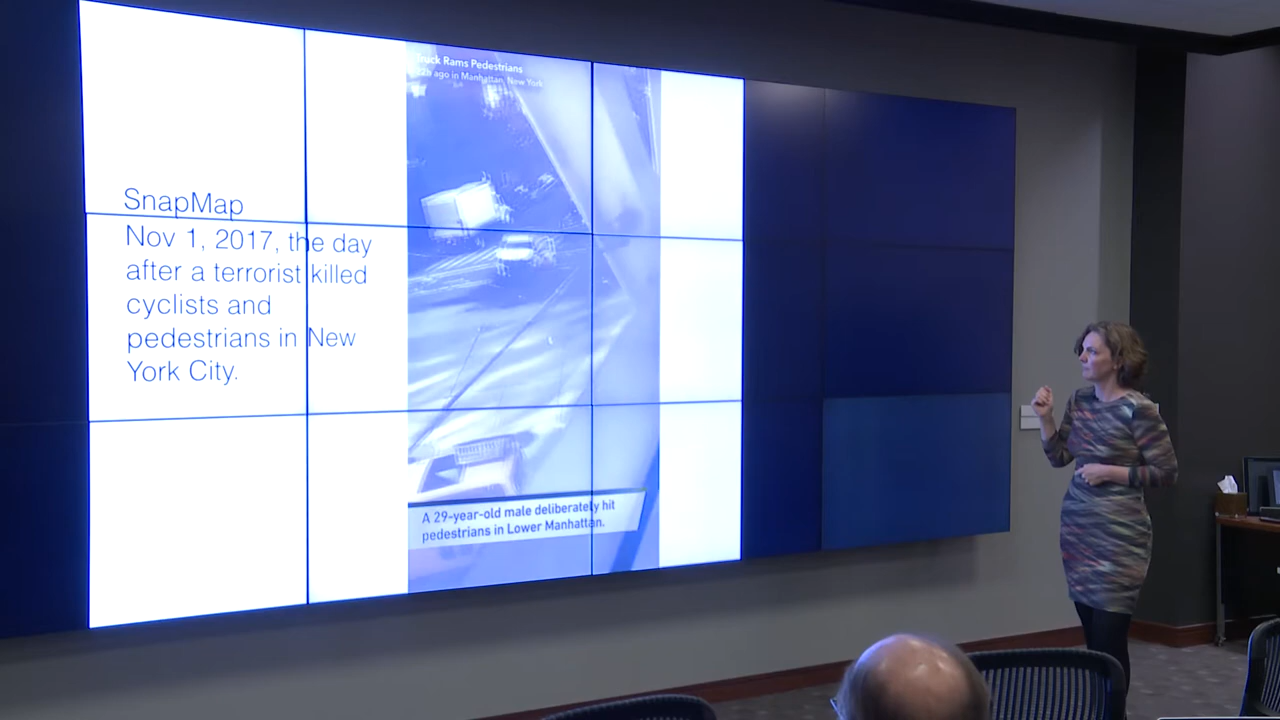 SnapMap
Nov 1, 2017, the day
after a terrorist killed
cyclists and
pedestrians in New
York City.
Truck Rams Pedestrians
ago in Manhattan, New York
A 29-year-old male deliberately hit
pedestrians in Lower Manhattan.